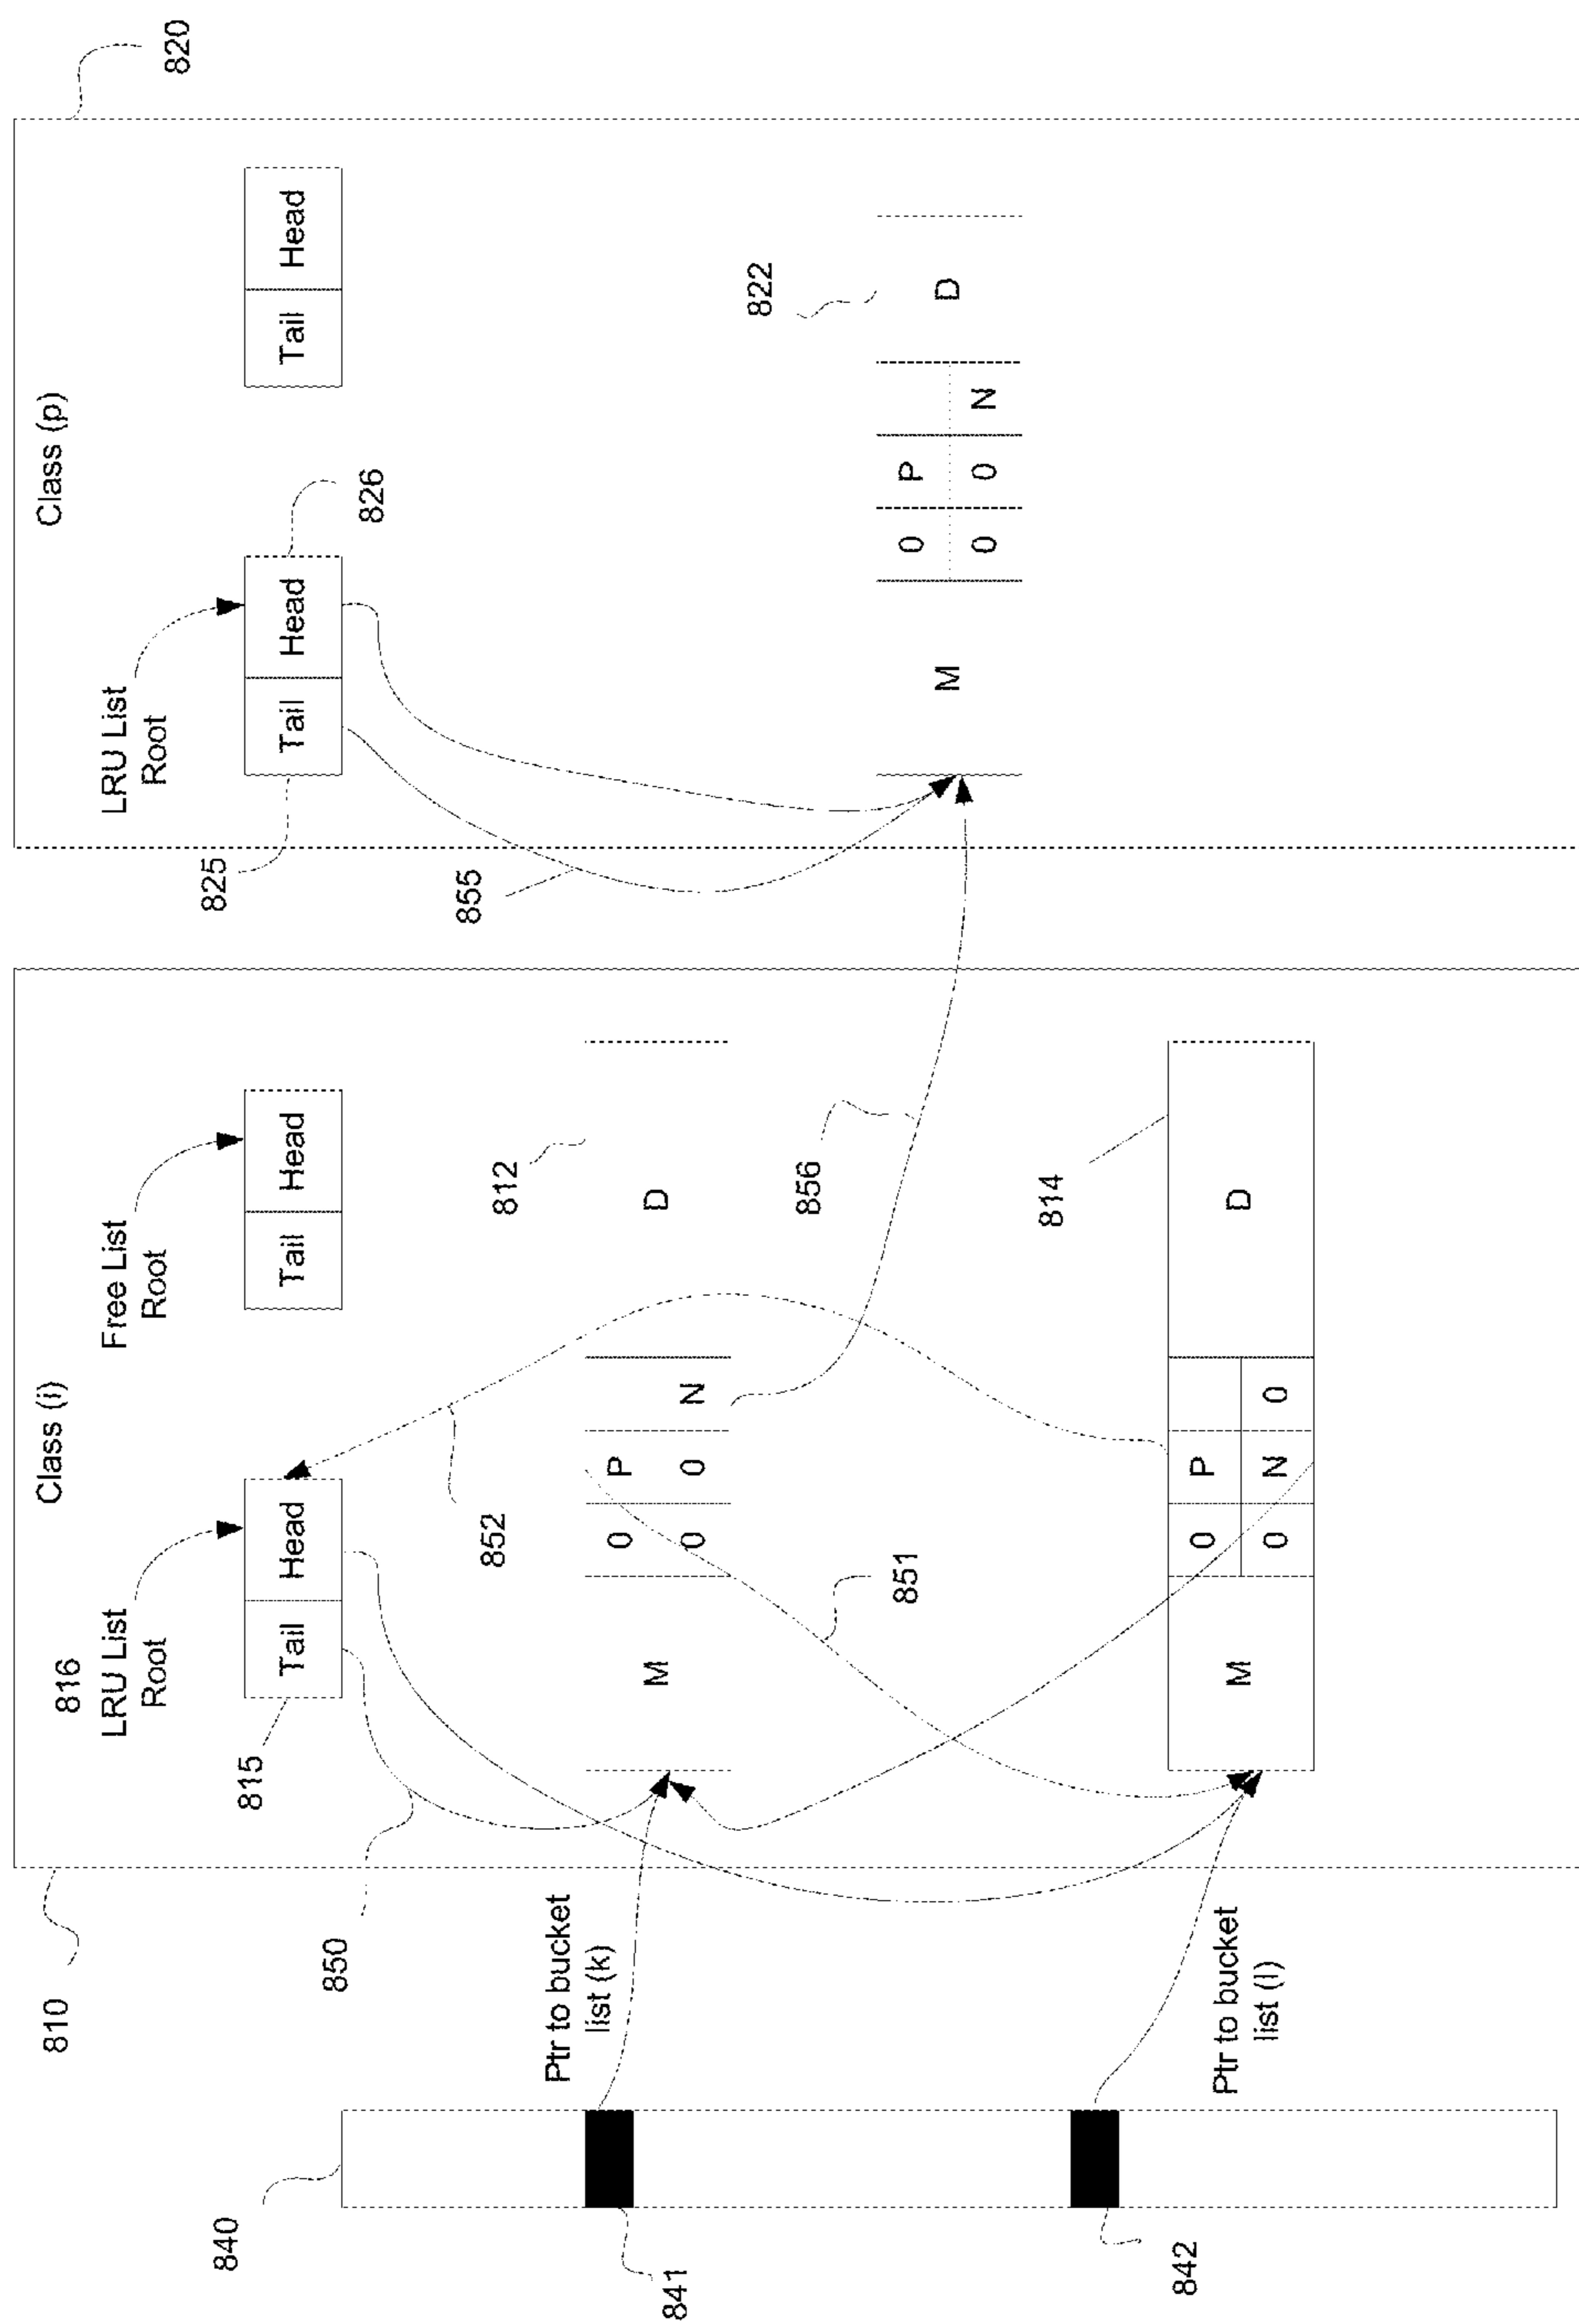 820
Class (p)
LRU List
Root
Tail
Head
826
Tail
Head
825
855
822
M
0
P
0
0
N
D
810
Class (i)
816
LRU List
Root
Free List
Root
Tail
Head
Tail
Head
815
850
852
812
M
0
P
0
0
N
D
856
851
814
M
0
P
0
N
0
D
840
841
Ptr to bucket
list (k)
842
Ptr to bucket
list (l)